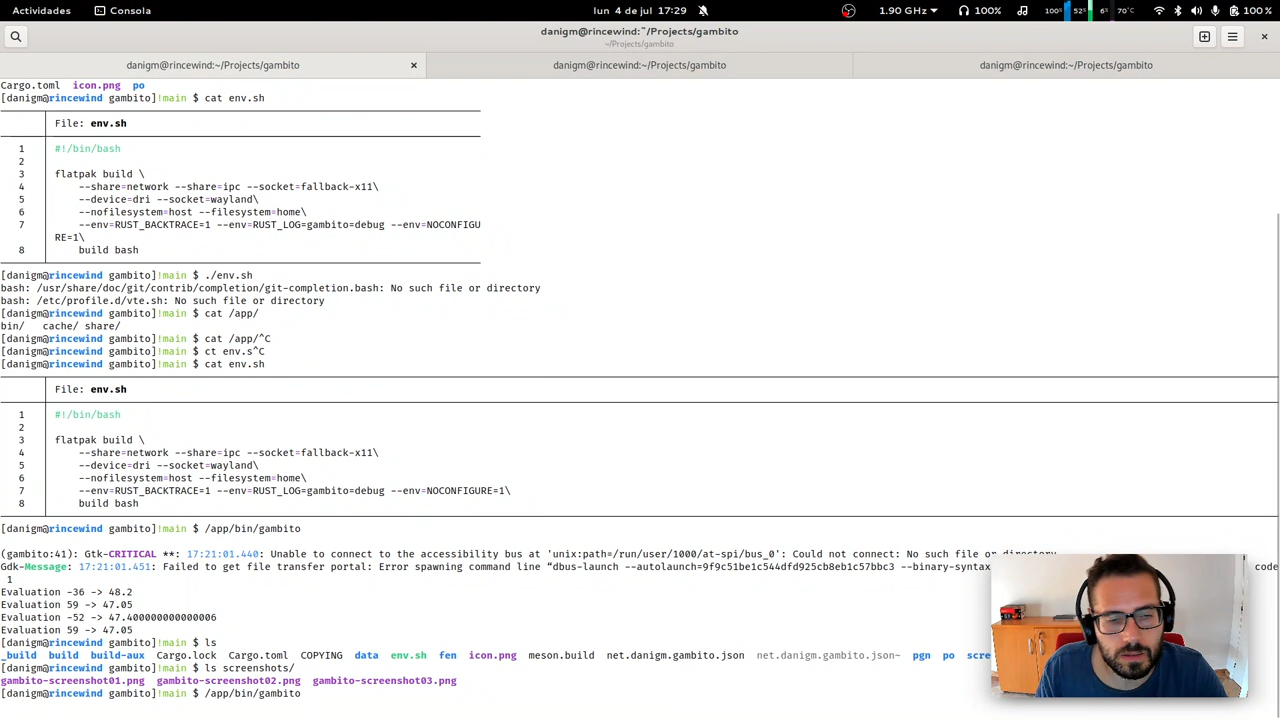 Actividades
Consola
lun 4 de jul 17:29
1.90 GHz
100%
100% 52% 6% 70°C
100 %
danigm@rincewind:~/Projects/gambito
~/Projects/gambito
danigm@rincewind:~/Projects/gambito
danigm@rincewind:~/Projects/gambito
danigm@rincewind:~/Projects/gambito
Cargo.toml icon.png po
[danigm@rincewind gambito]!main $ cat env.sh
File: env.sh
1 #!/bin/bash
2
3 flatpak build \
4 --share=network --share=ipc --socket=fallback-x11\
5 --device=dri --socket=wayland\
6 --nofilesystem=host --filesystem=home\
7 --env=RUST_BACKTRACE=1 --env=RUST_LOG=gambito=debug --env=NOCONFIGU
RE=1\
8 build bash
[danigm@rincewind gambito]!main $ ./env.sh
bash: /usr/share/doc/git/contrib/completion/git-completion.bash: No such file or directory
bash: /etc/profile.d/vte.sh: No such file or directory
[danigm@rincewind gambito]!main $ cat /app/
bin/ cache/ share/
[danigm@rincewind gambito]!main $ cat /app/^C
[danigm@rincewind gambito]!main $ ct env.s^C
[danigm@rincewind gambito]!main $ cat env.sh
File: env.sh
1 #!/bin/bash
2
3 flatpak build \
4 --share=network --share=ipc --socket=fallback-x11\
5 --device=dri --socket=wayland\
6 --nofilesystem=host --filesystem=home\
7 --env=RUST_BACKTRACE=1 --env=RUST_LOG=gambito=debug --env=NOCONFIGURE=1\
8 build bash
[danigm@rincewind gambito]!main $ /app/bin/gambito
(gambito:41): Gtk-CRITICAL **: 17:21:01.440: Unable to connect to the accessibility bus at 'unix:path=/run/user/1000/at-spi/bus_0': Could not connect: No such file or directory
Gdk-Message: 17:21:01.451: Failed to get file transfer portal: Error spawning command line “dbus-launch --autolaunch=9f9c51be1c544dfd925cb8eb1c57bbc3 --binary-syntax code
1
Evaluation -36 -> 48.2
Evaluation 59 -> 47.05
Evaluation -52 -> 47.400000000000006
Evaluation 59 -> 47.05
[danigm@rincewind gambito]!main $ ls
_build build build-aux Cargo.lock Cargo.toml COPYING data env.sh fen icon.png meson.build net.danigm.gambito.json net.danigm.gambito.json~ pgn po scre
[danigm@rincewind gambito]!main $ ls screenshots/
gambito-screenshot01.png gambito-screenshot02.png gambito-screenshot03.png
[danigm@rincewind gambito]!main $ /app/bin/gambito